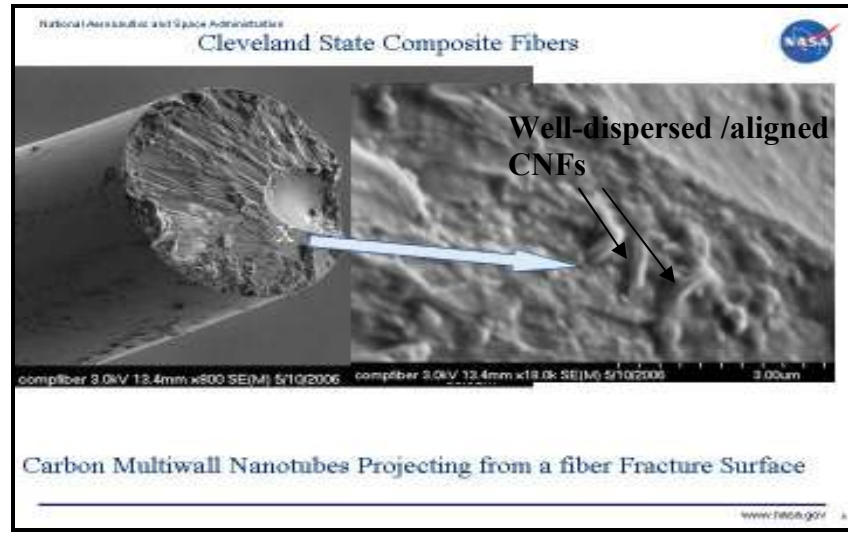 National Aeronautics and Space Administration
Cleveland State Composite Fibers
NASA
Well-dispersed /aligned
CNFs
compfiber 3.0kV 13.4mm x800 SE(M) 5/10/2006
compfiber 3.0kV 13.4mm x18.0k SE(M) 5/10/2006 3.00um
Carbon Multiwall Nanotubes Projecting from a fiber Fracture Surface
www.nasa.gov